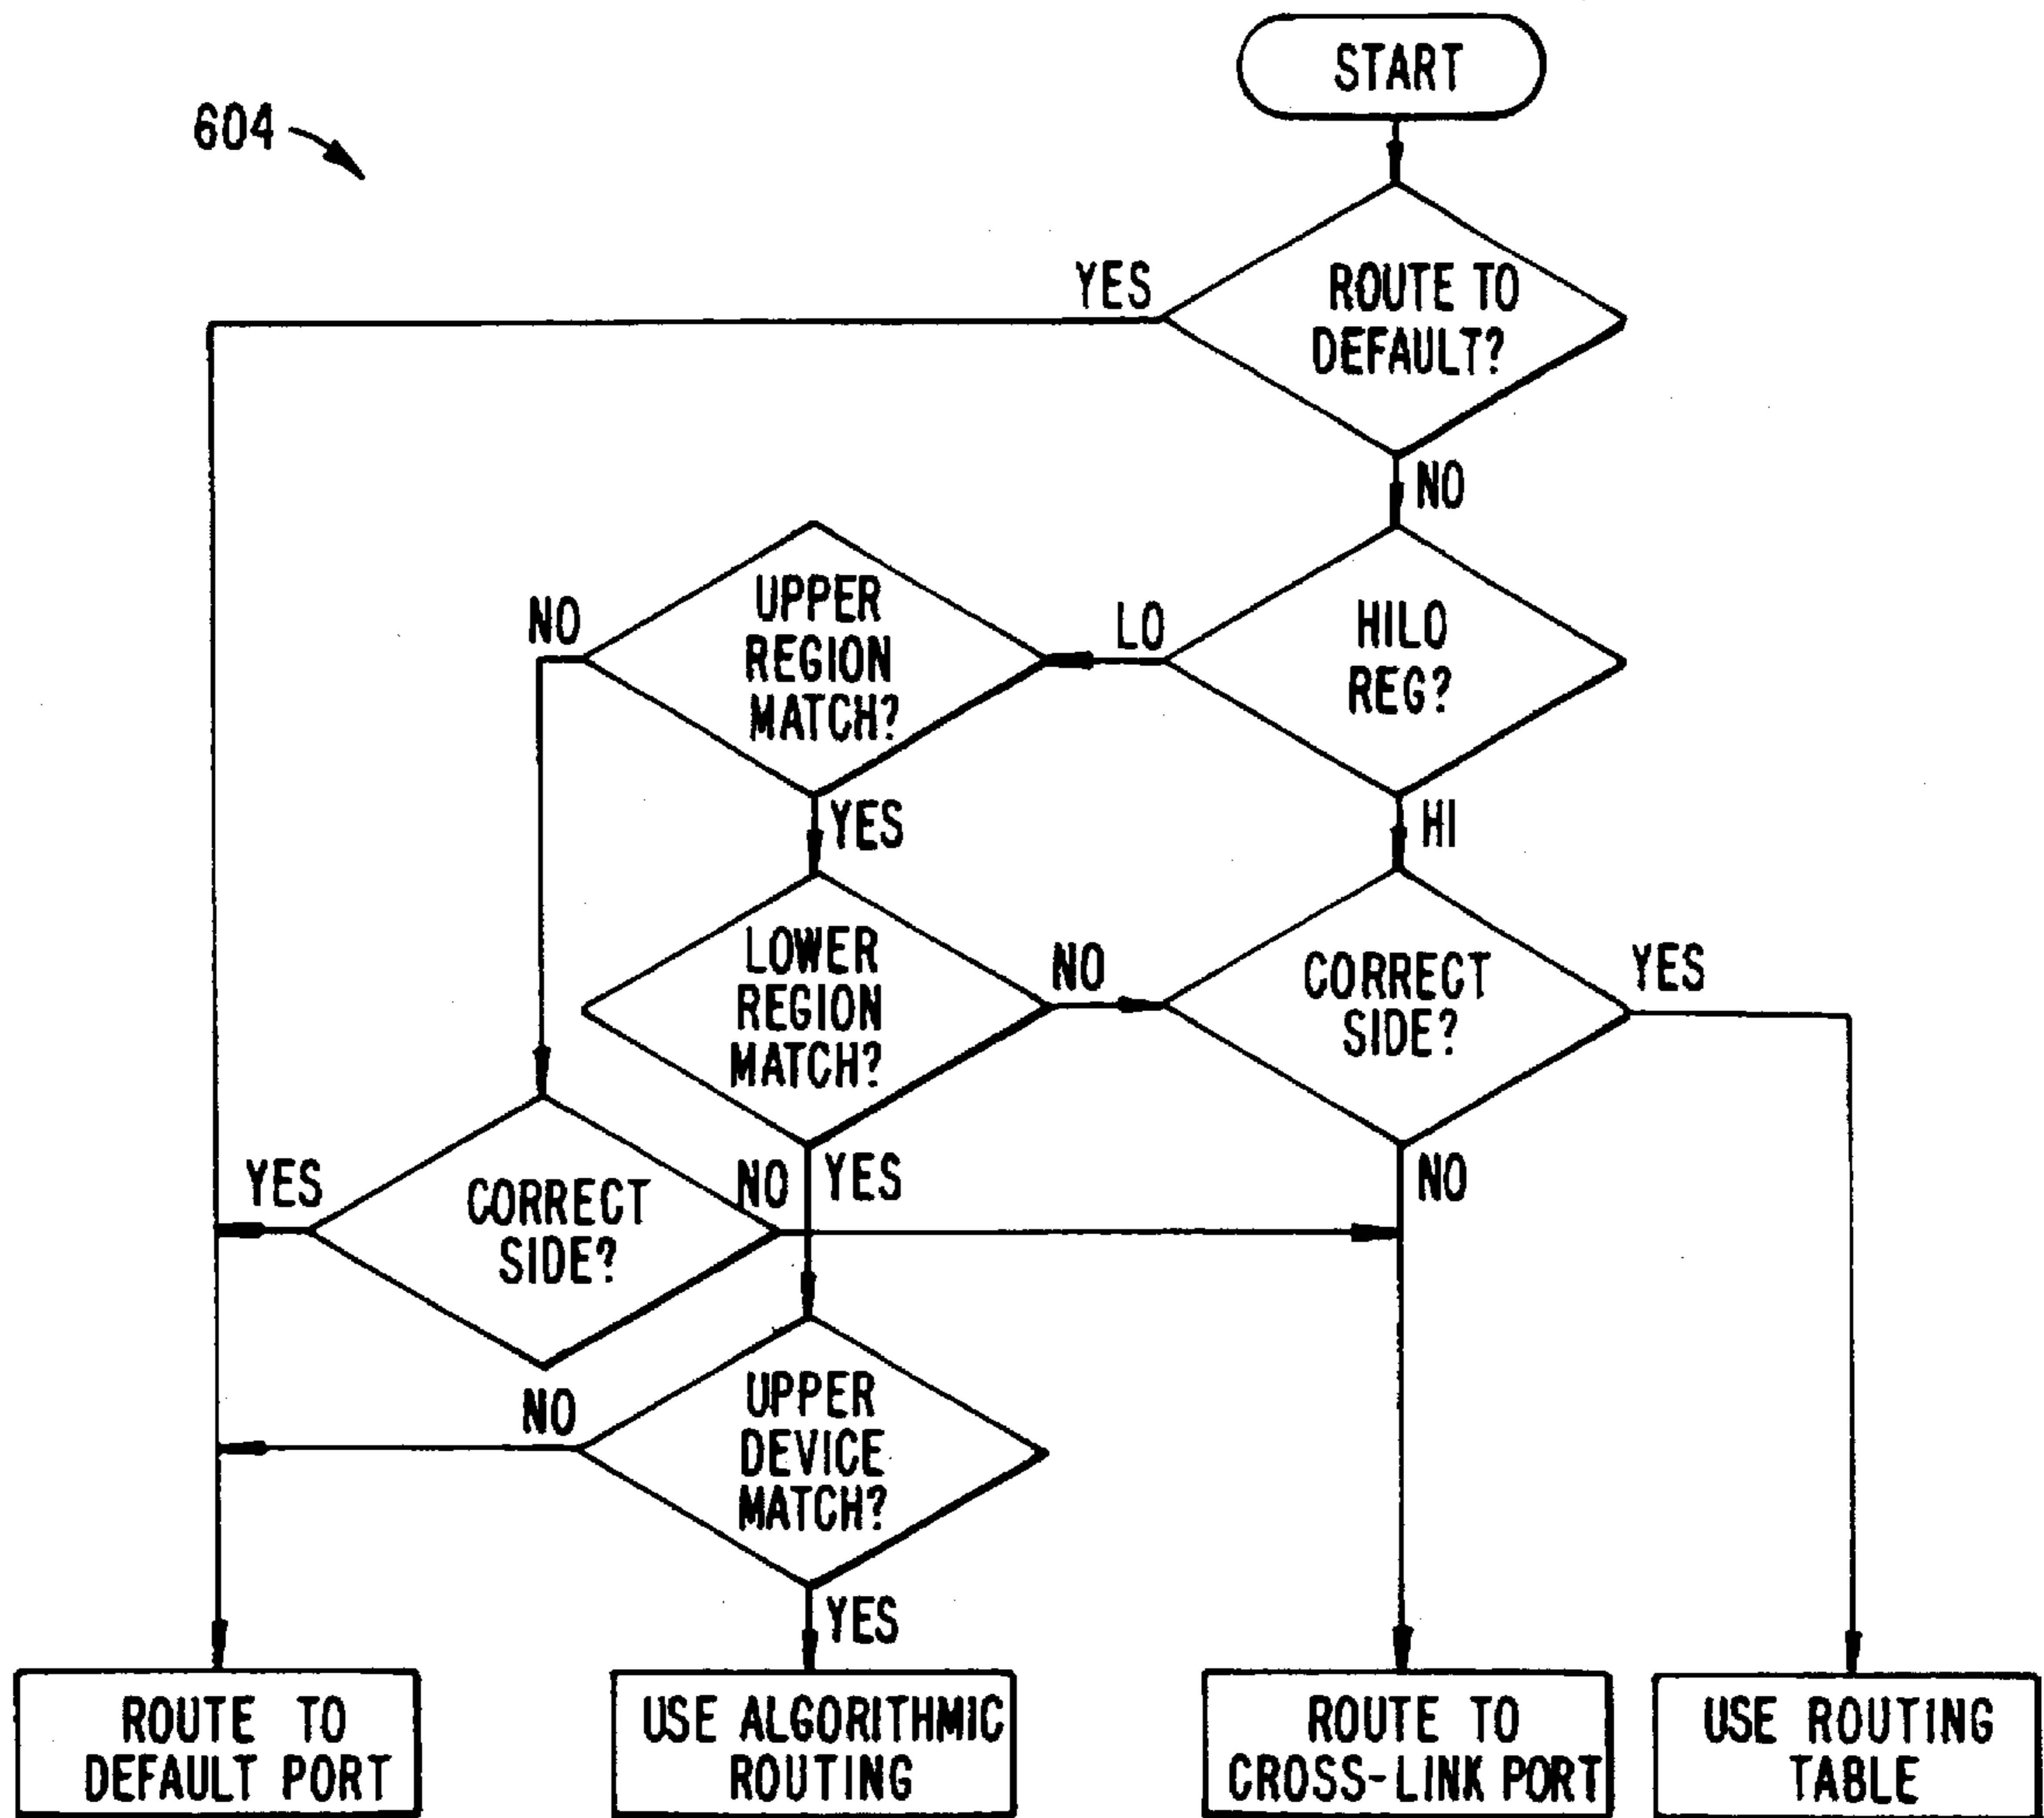 START
604
YES
ROUTE TO
DEFAULT?
NO
UPPER
REGION
MATCH?
NO
LO
HILO
REG?
YES
HI
LOWER
REGION
MATCH?
NO
CORRECT
SIDE?
YES
YES
CORRECT
SIDE?
NO
YES
NO
NO
UPPER
DEVICE
MATCH?
YES
ROUTE TO
DEFAULT PORT
USE ALGORITHMIC
ROUTING
ROUTE TO
CROSS-LINK PORT
USE ROUTING
TABLE